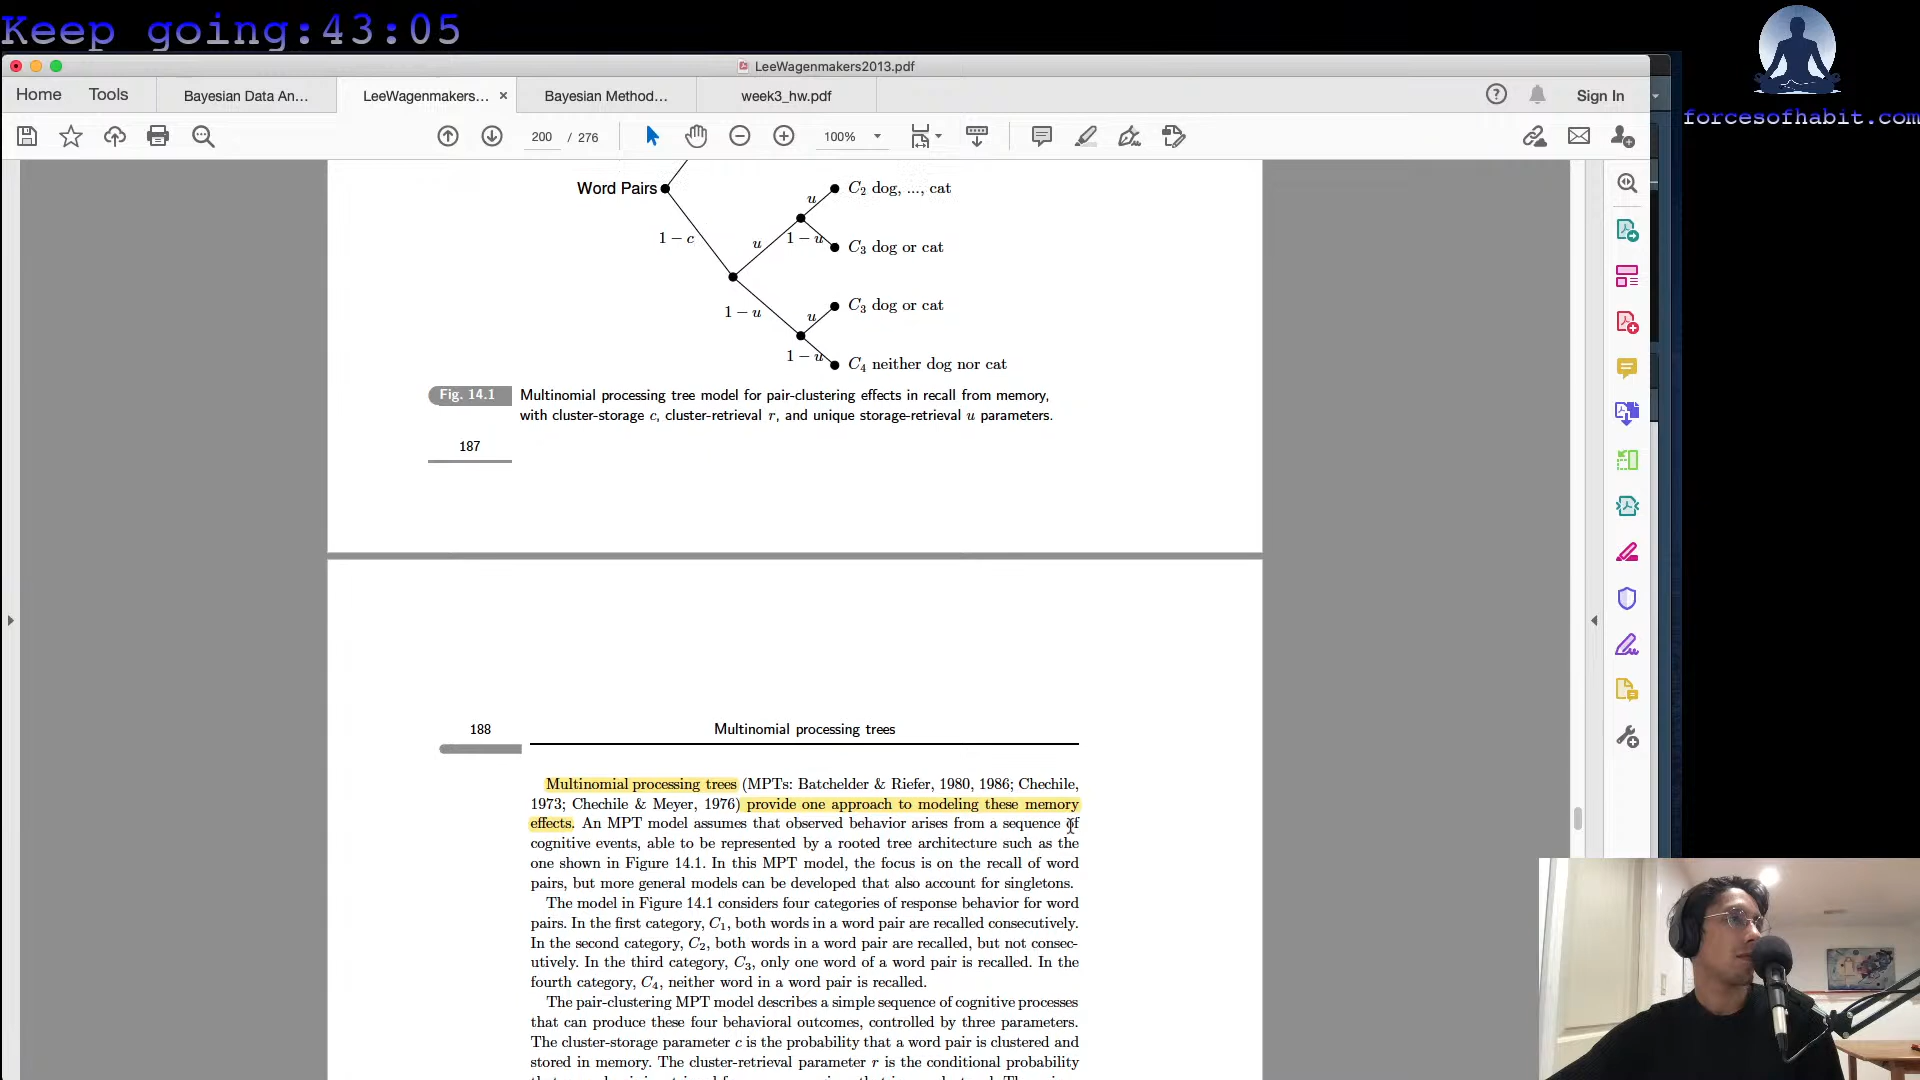 Keep going:43:05
forcesofhabit.com
LeeWagenmakers2013.pdf
Home Tools Bayesian Data An... LeeWagenmakers... × Bayesian Method... week3_hw.pdf Sign In
200 / 276 100%
Word Pairs
C2 dog, ..., cat
u
1 − c u 1 − u C3 dog or cat
C3 dog or cat
1 − u u
1 − u C4 neither dog nor cat
Fig. 14.1 Multinomial processing tree model for pair-clustering effects in recall from memory,
with cluster-storage c, cluster-retrieval r, and unique storage-retrieval u parameters.
187
188 Multinomial processing trees
Multinomial processing trees (MPTs: Batchelder & Riefer, 1980, 1986; Chechile,
1973; Chechile & Meyer, 1976) provide one approach to modeling these memory
effects. An MPT model assumes that observed behavior arises from a sequence of
cognitive events, able to be represented by a rooted tree architecture such as the
one shown in Figure 14.1. In this MPT model, the focus is on the recall of word
pairs, but more general models can be developed that also account for singletons.
The model in Figure 14.1 considers four categories of response behavior for word
pairs. In the first category, C1, both words in a word pair are recalled consecutively.
In the second category, C2, both words in a word pair are recalled, but not consec-
utively. In the third category, C3, only one word of a word pair is recalled. In the
fourth category, C4, neither word in a word pair is recalled.
The pair-clustering MPT model describes a simple sequence of cognitive processes
that can produce these four behavioral outcomes, controlled by three parameters.
The cluster-storage parameter c is the probability that a word pair is clustered and
stored in memory. The cluster-retrieval parameter r is the conditional probability